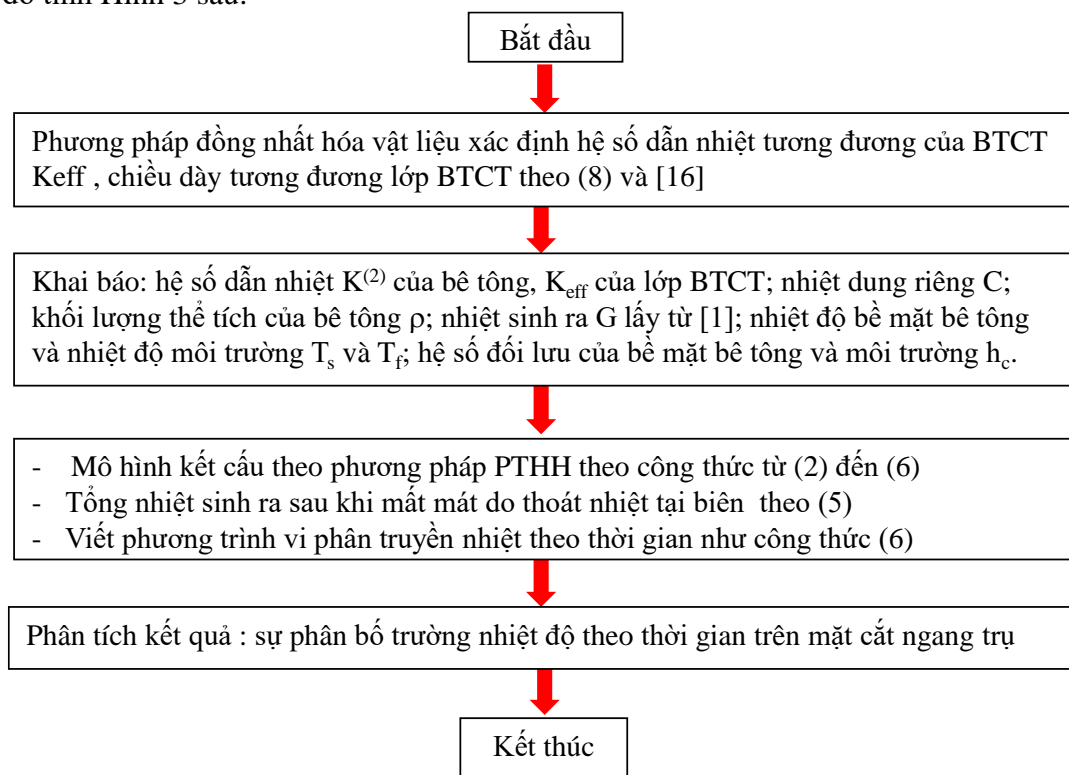 đồ tính Hình 3 sau:
Bắt đầu
Phương pháp đồng nhất hóa vật liệu xác định hệ số dẫn nhiệt tương đương của BTCT
Keff , chiều dày tương đương lớp BTCT theo (8) và [16]
Khai báo: hệ số dẫn nhiệt K⁽²⁾ của bê tông, Keff của lớp BTCT; nhiệt dung riêng C;
khối lượng thể tích của bê tông ρ; nhiệt sinh ra G lấy từ [1]; nhiệt độ bề mặt bê tông
và nhiệt độ môi trường Ts và Tf; hệ số đối lưu của bề mặt bê tông và môi trường hc.
- Mô hình kết cấu theo phương pháp PTHH theo công thức từ (2) đến (6)
- Tổng nhiệt sinh ra sau khi mất mát do thoát nhiệt tại biên theo (5)
- Viết phương trình vi phân truyền nhiệt theo thời gian như công thức (6)
Phân tích kết quả : sự phân bố trường nhiệt độ theo thời gian trên mặt cắt ngang trụ
Kết thúc